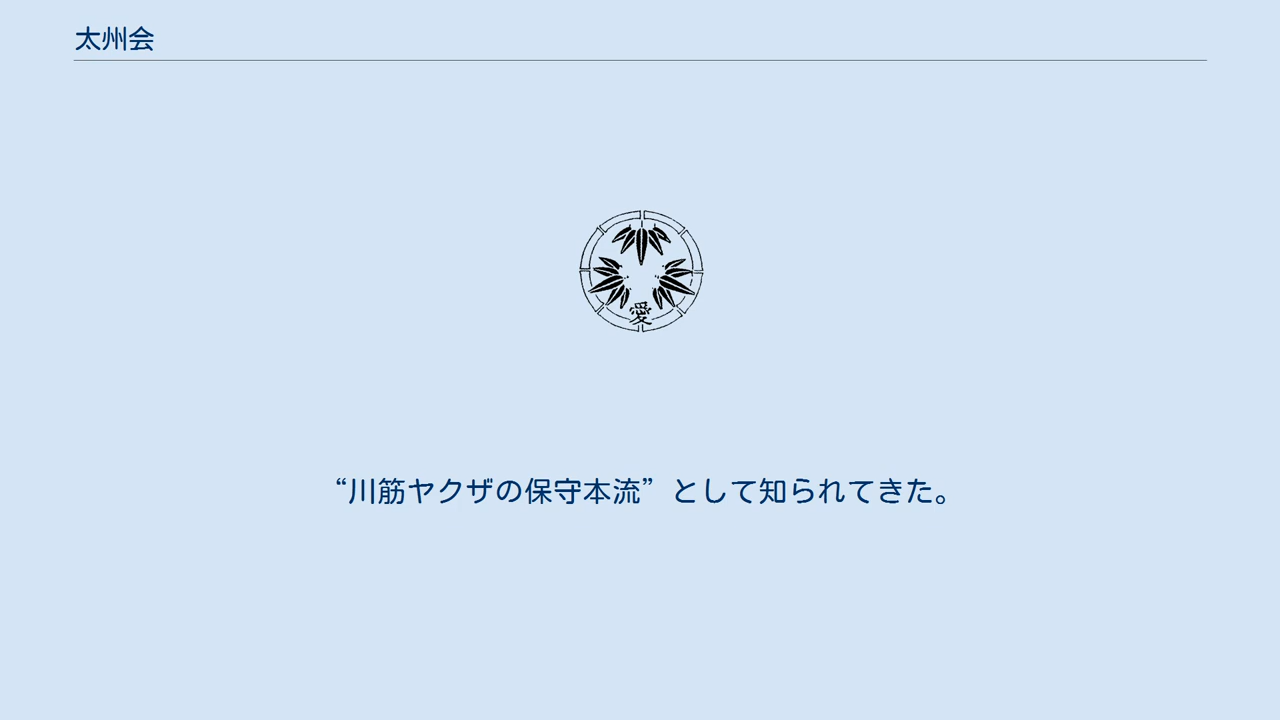 太州会
愛
“川筋ヤクザの保守本流”として知られてきた。